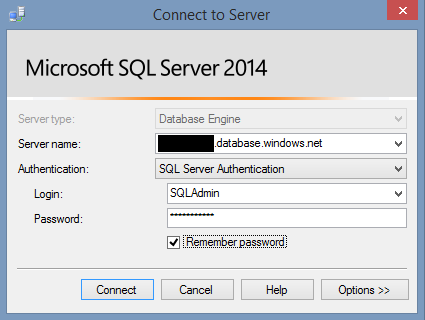 Connect to Server
Microsoft SQL Server 2014
Server type: Database Engine
Server name: .database.windows.net
Authentication: SQL Server Authentication
Login: SQLAdmin
Password: ***********
Remember password
Connect Cancel Help Options >>